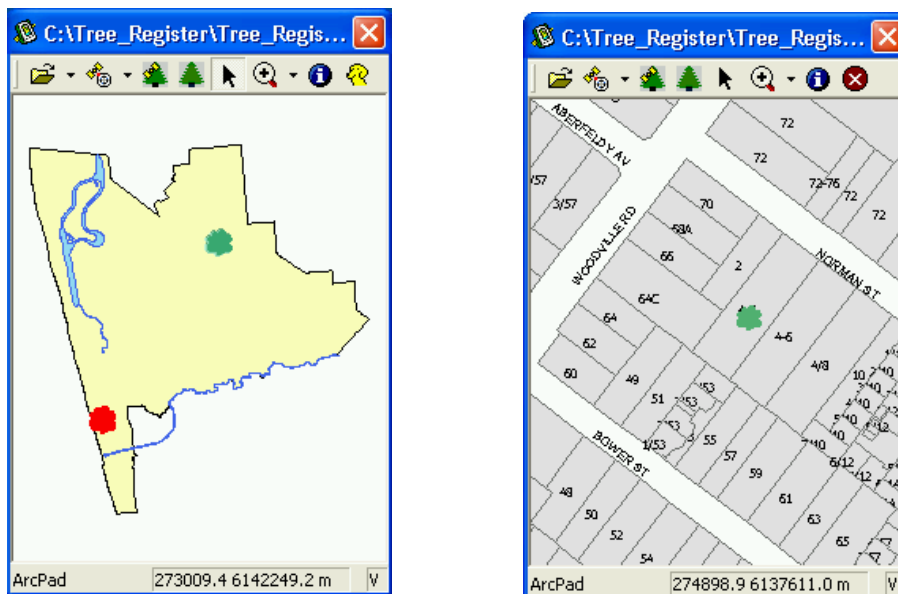 C:\Tree_Register\Tree_Regis...
ArcPad
273009.4 6142249.2 m
V
C:\Tree_Register\Tree_Regis...
ABERFELDY AV
72
72
72-76
72
72
/57
3/57
WOODVILLE RD
70
68A
66
2
NORMAN ST
64C
64
4-6
62
4/8
60
49
51
55
57
59
61
63
65
1/53
10
6/12
BOWER ST
48
50
52
54
ArcPad
274898.9 6137611.0 m
V